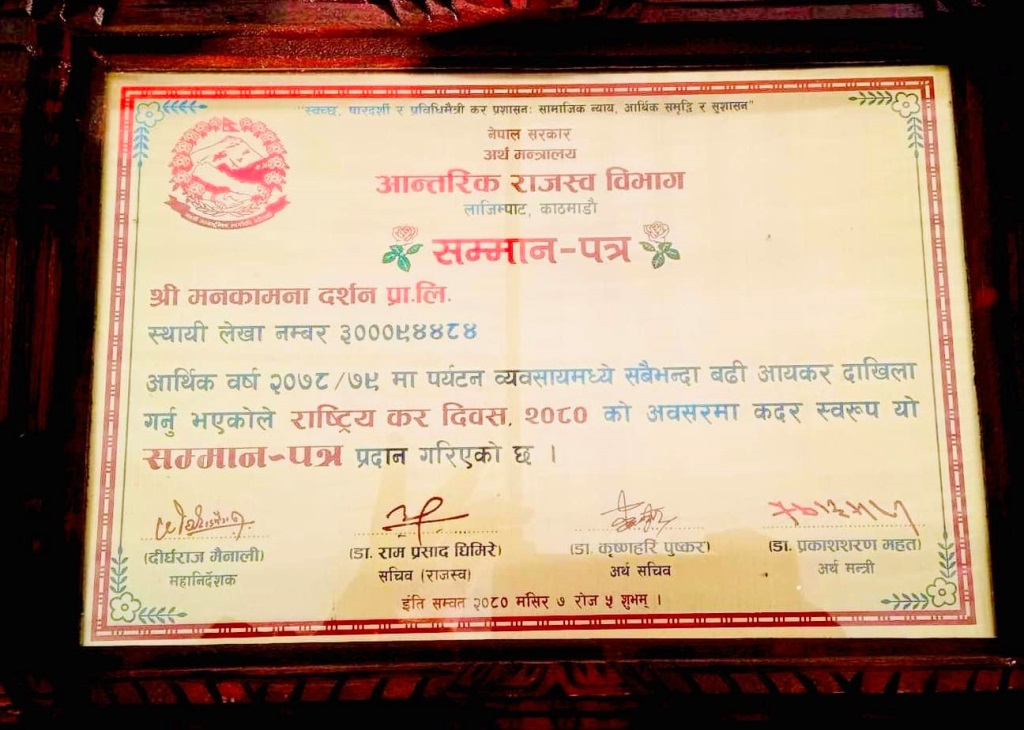 "स्वच्छ, पारदर्शी र प्रविधिमैत्री कर प्रशासनः सामाजिक न्याय, आर्थिक समृद्धि र सुशासन"
नेपाल सरकार
अर्थ मन्त्रालय
आन्तरिक राजस्व विभाग
लाजिम्पाट, काठमाडौं
सम्मान-पत्र
श्री मनकामना दर्शन प्रा.लि.
स्थायी लेखा नम्बर ३०००९४४८४
आर्थिक वर्ष २०७८/७९ मा पर्यटन व्यवसायमध्ये सबैभन्दा बढी आयकर दाखिला
गर्नु भएकोले राष्ट्रिय कर दिवस, २०८० को अवसरमा कदर स्वरूप यो
सम्मान-पत्र प्रदान गरिएको छ ।
(दीर्घराज मैनाली) (डा. राम प्रसाद घिमिरे) (डा. कृष्णहरि पुष्कर) (डा. प्रकाशशरण महत)
महानिर्देशक सचिव (राजस्व) अर्थ सचिव अर्थ मन्त्री
इति सम्वत २०८० मसिर ७ रोज ५ शुभम् ।